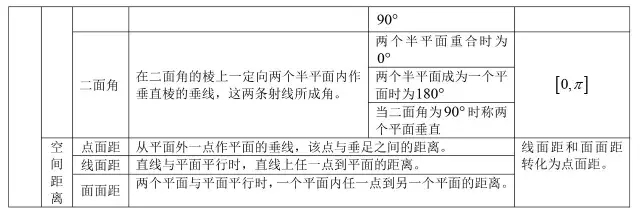 90°
二面角
在二面角的棱上一定向两个半平面内作
垂直棱的垂线，这两条射线所成角。
两个半平面重合时为
0°
两个半平面成为一个平
面时为180°
当二面角为90°时称两
个平面垂直
[0,π]
空
间
距
离
点面距
从平面外一点作平面的垂线，该点与垂足之间的距离。
线面距
直线与平面平行时，直线上任一点到平面的距离。
面面距
两个平面与平面平行时，一个平面内任一点到另一个平面的距离。
线面距和面面距
转化为点面距。